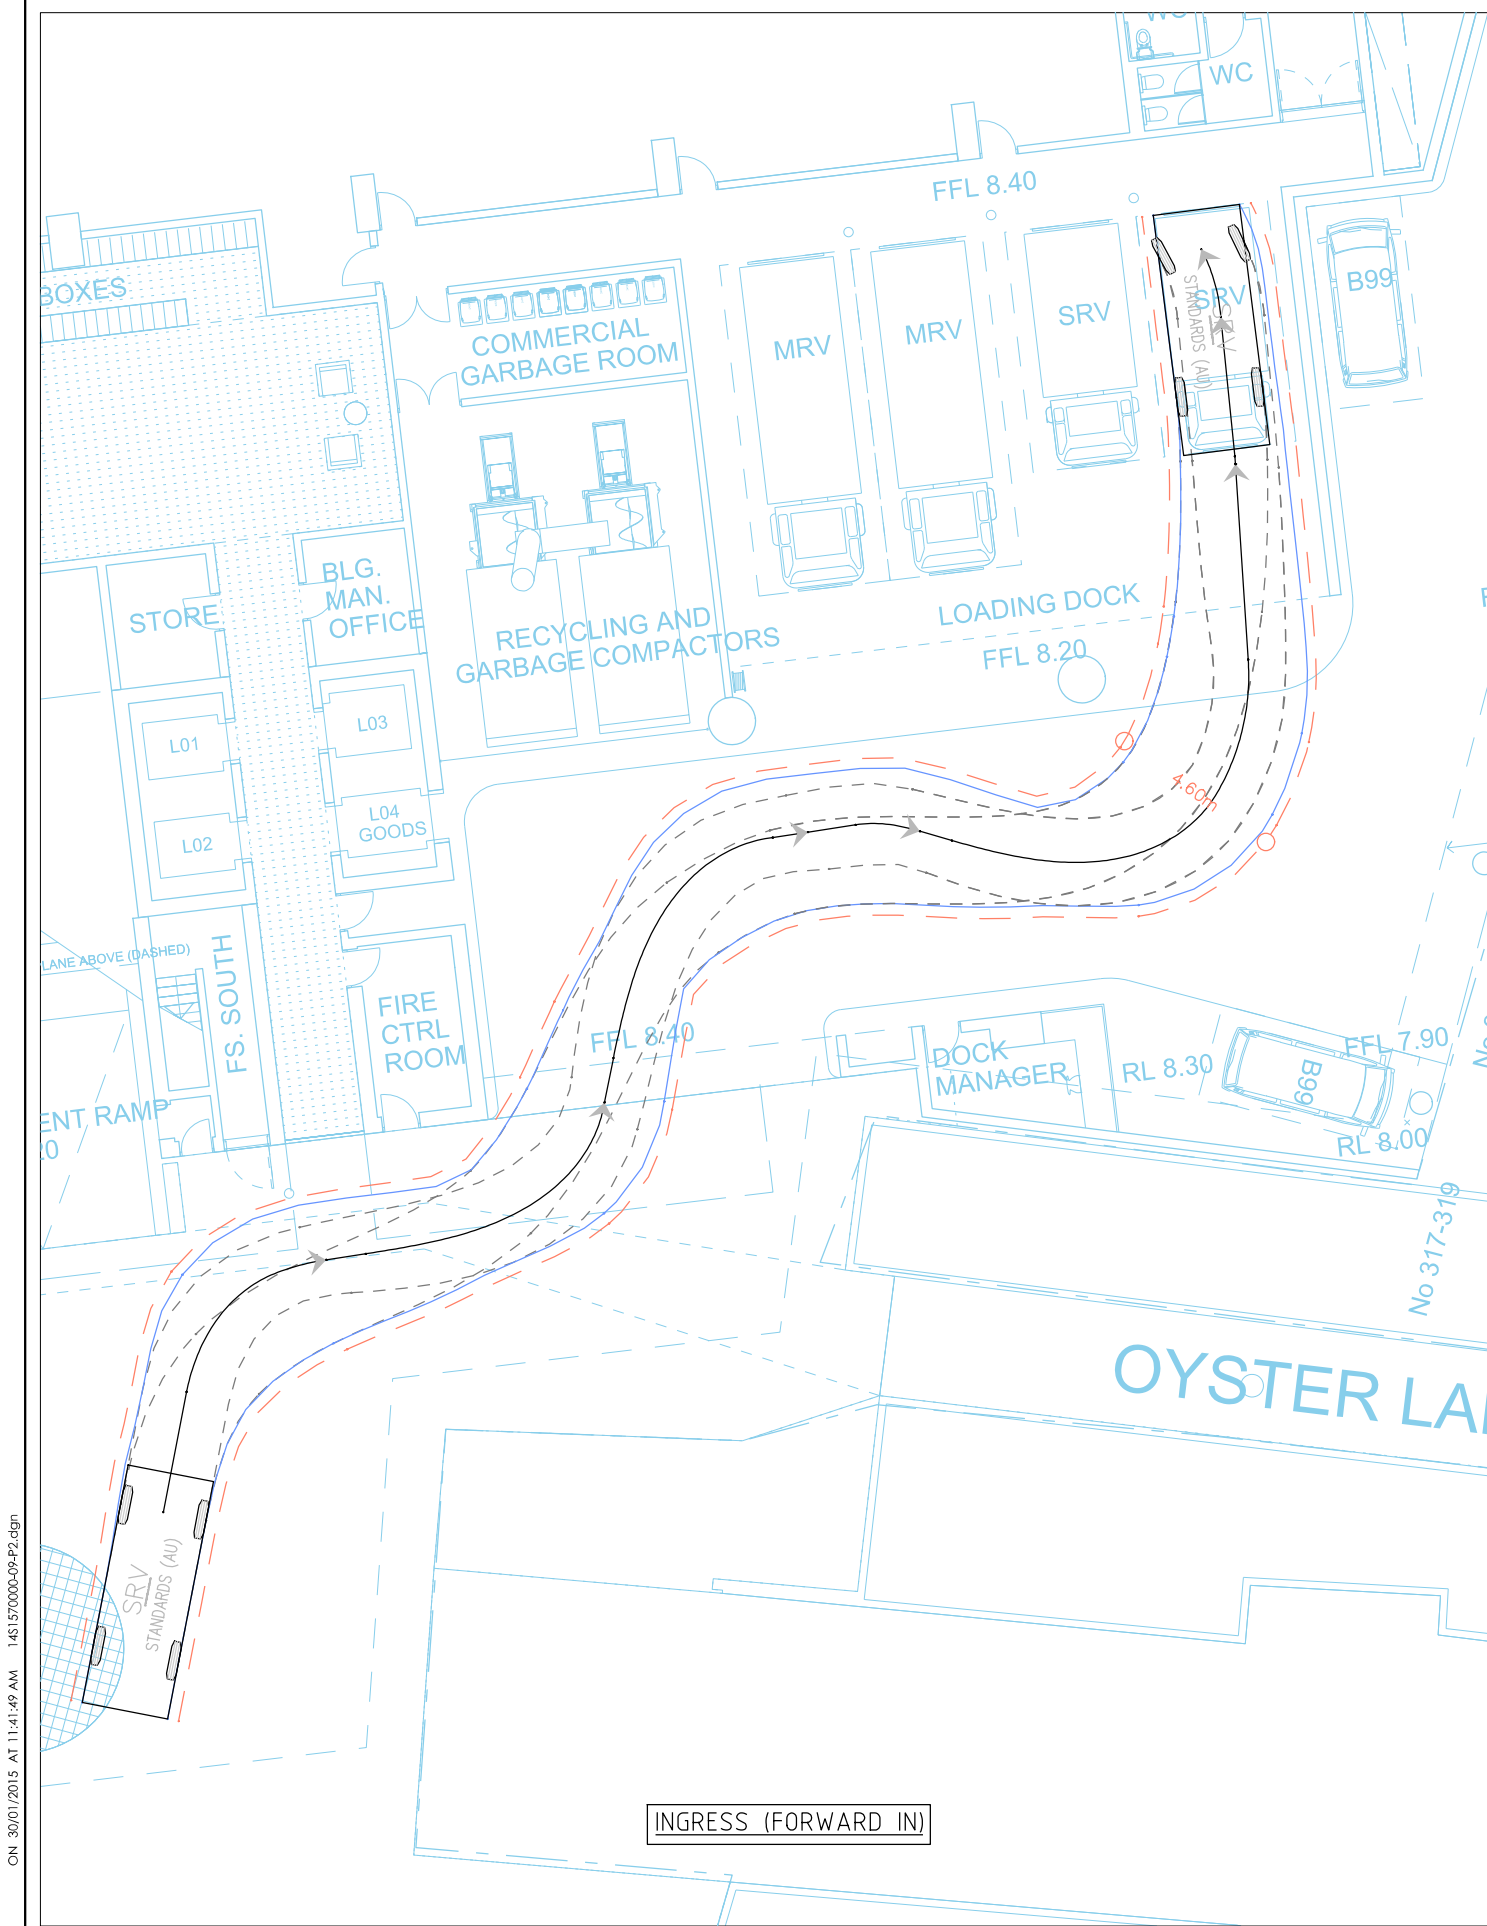 WC
WC
FFL 8.40
BOXES
B99
SRV
SRV
SRV
STANDARDS (AU)
COMMERCIAL
GARBAGE ROOM
MRV
MRV
BLG.
MAN.
OFFICE
STORE
LOADING DOCK
RECYCLING AND
GARBAGE COMPACTORS
FFL 8.20
L01
L03
L04
GOODS
L02
4.60m
LANE ABOVE (DASHED)
FS. SOUTH
FIRE
CTRL
ROOM
FFL 8.40
DOCK
MANAGER
RL 8.30
FFL 7.90
B99
RL 8.00
ENT RAMP
20
No 317-319
OYSTER LA
SRV
STANDARDS (AU)
INGRESS (FORWARD IN)
ON 30/01/2015 AT 11:41:49 AM 14S1570000-09-P2.dgn